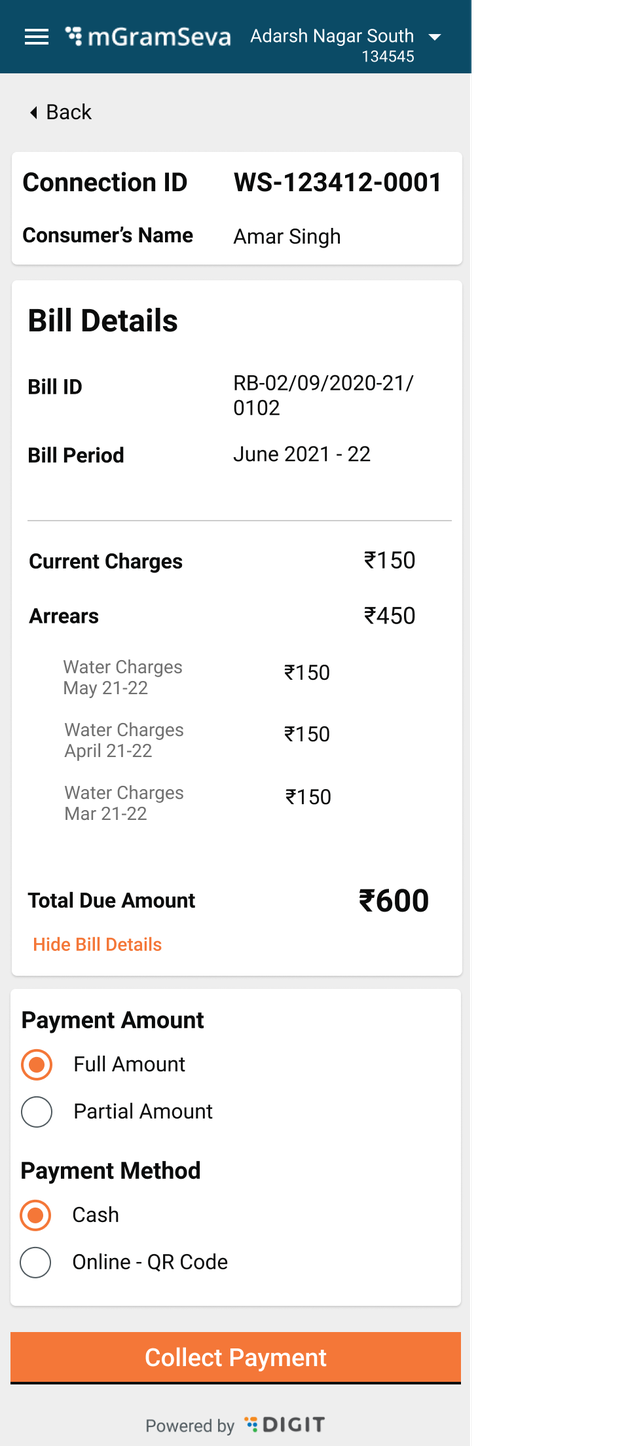 mGramSeva
Adarsh Nagar South
134545
Back
Connection ID WS-123412-0001
Consumer’s Name Amar Singh
Bill Details
Bill ID RB-02/09/2020-21/
0102
Bill Period June 2021 - 22
Current Charges ₹150
Arrears ₹450
Water Charges
May 21-22 ₹150
Water Charges
April 21-22 ₹150
Water Charges
Mar 21-22 ₹150
Total Due Amount ₹600
Hide Bill Details
Payment Amount
Full Amount
Partial Amount
Payment Method
Cash
Online - QR Code
Collect Payment
Powered by DIGIT